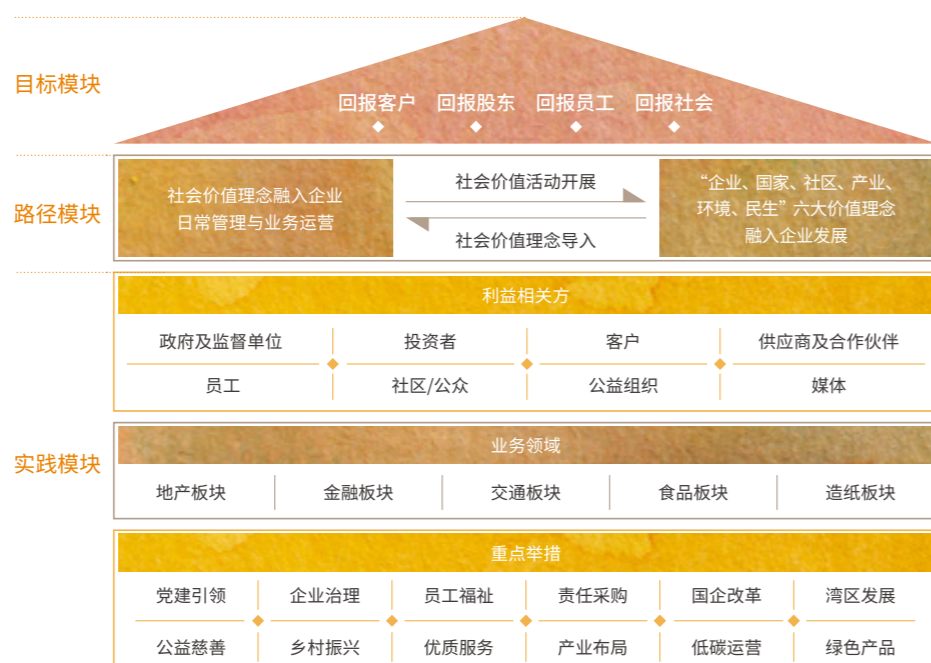 目标模块
回报客户 回报股东 回报员工 回报社会
路径模块
社会价值理念融入企业
日常管理与业务运营
社会价值活动开展
社会价值理念导入
“企业、国家、社区、产业、
环境、民生”六大价值理念
融入企业发展
实践模块
利益相关方
政府及监督单位 投资者 客户 供应商及合作伙伴
员工 社区/公众 公益组织 媒体
业务领域
地产板块 金融板块 交通板块 食品板块 造纸板块
重点举措
党建引领 企业治理 员工福祉 责任采购 国企改革 湾区发展
公益慈善 乡村振兴 优质服务 产业布局 低碳运营 绿色产品